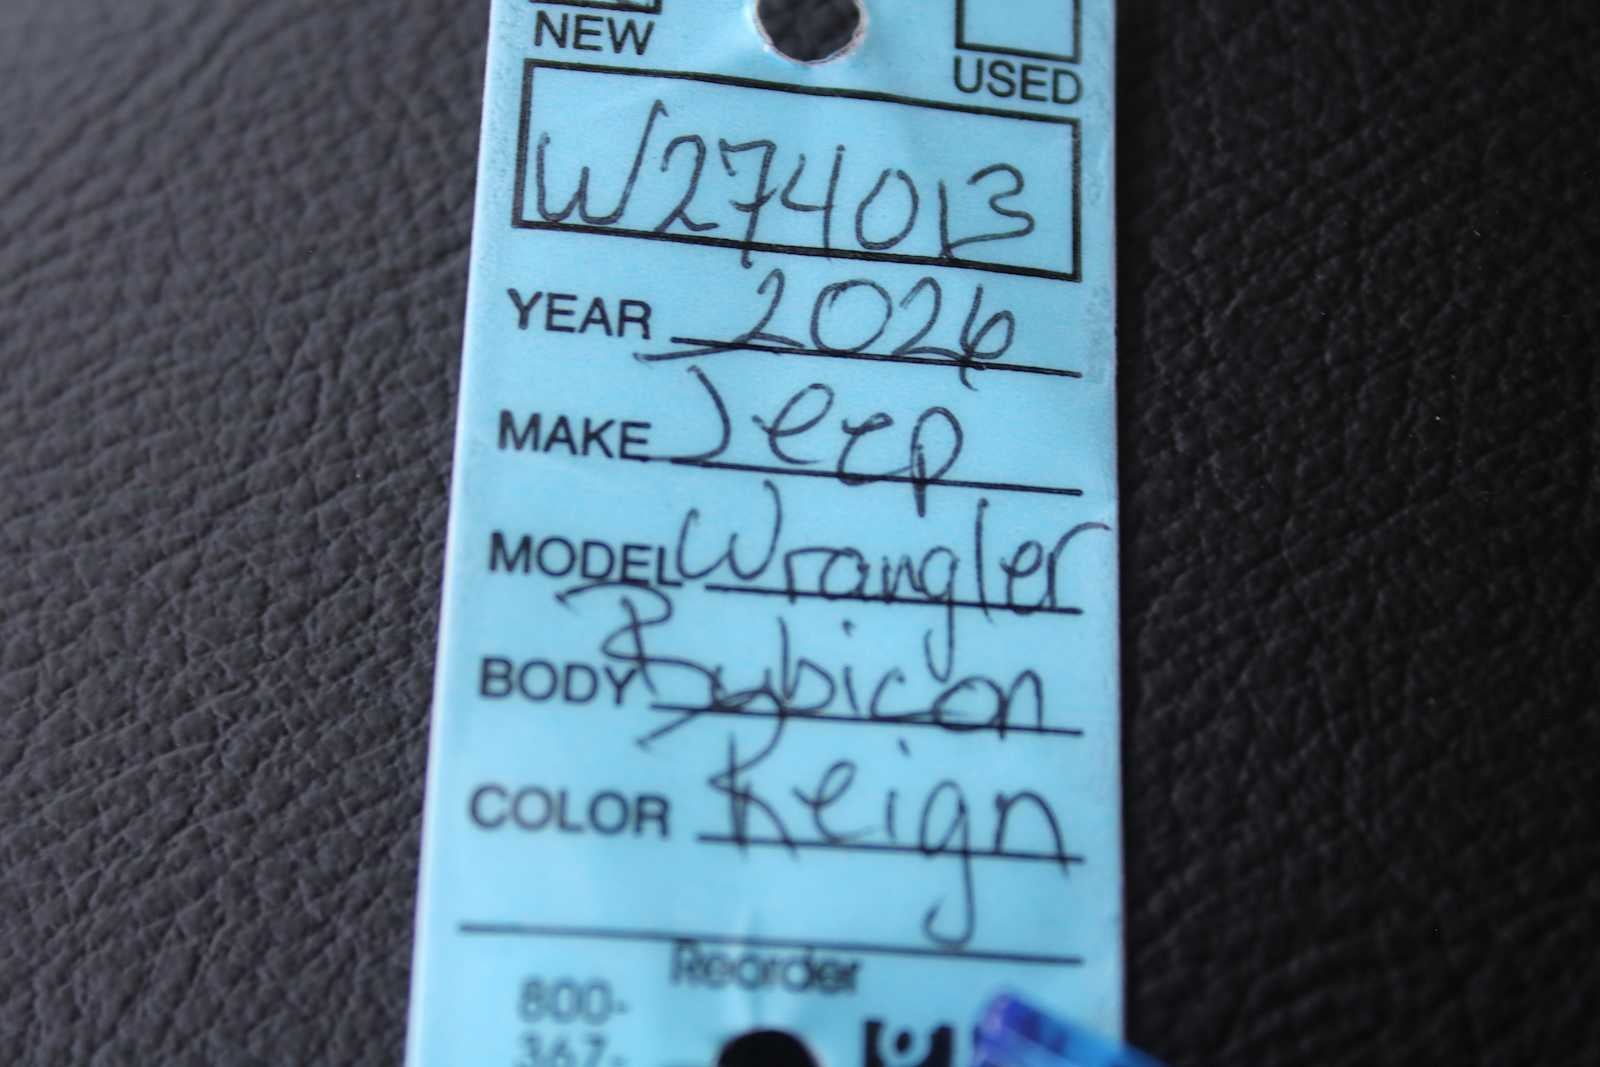 NEW USED
W274013
YEAR 2026
MAKE Jeep
MODEL Wrangler
BODY Rubicon
COLOR Reign
Reorder
800-
367-